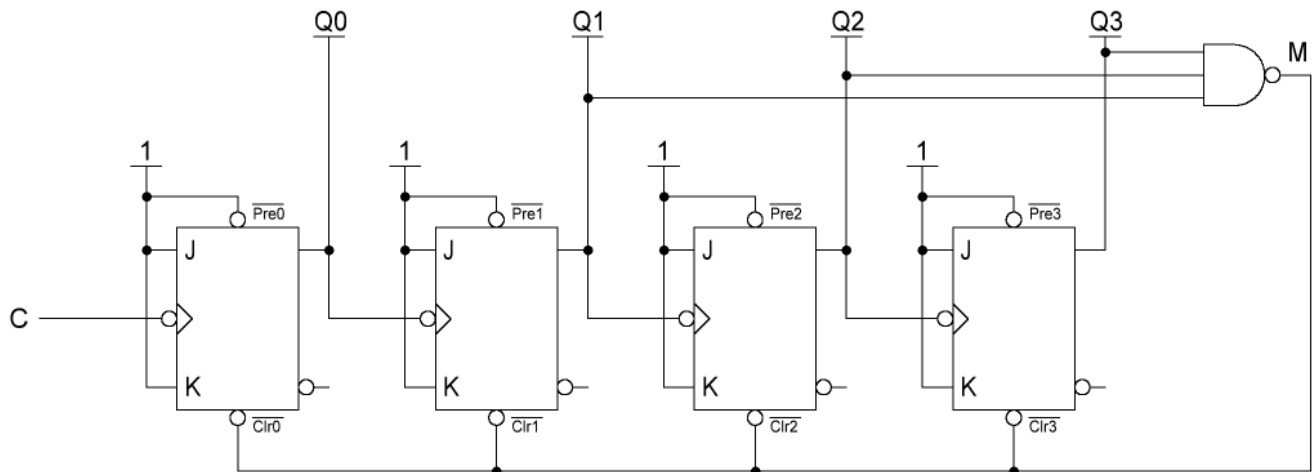 Q0 Q1 Q2 Q3 M
1 1 1 1
Pre0 Pre1 Pre2 Pre3
J J J J
C
K K K K
Clr0 Clr1 Clr2 Clr3